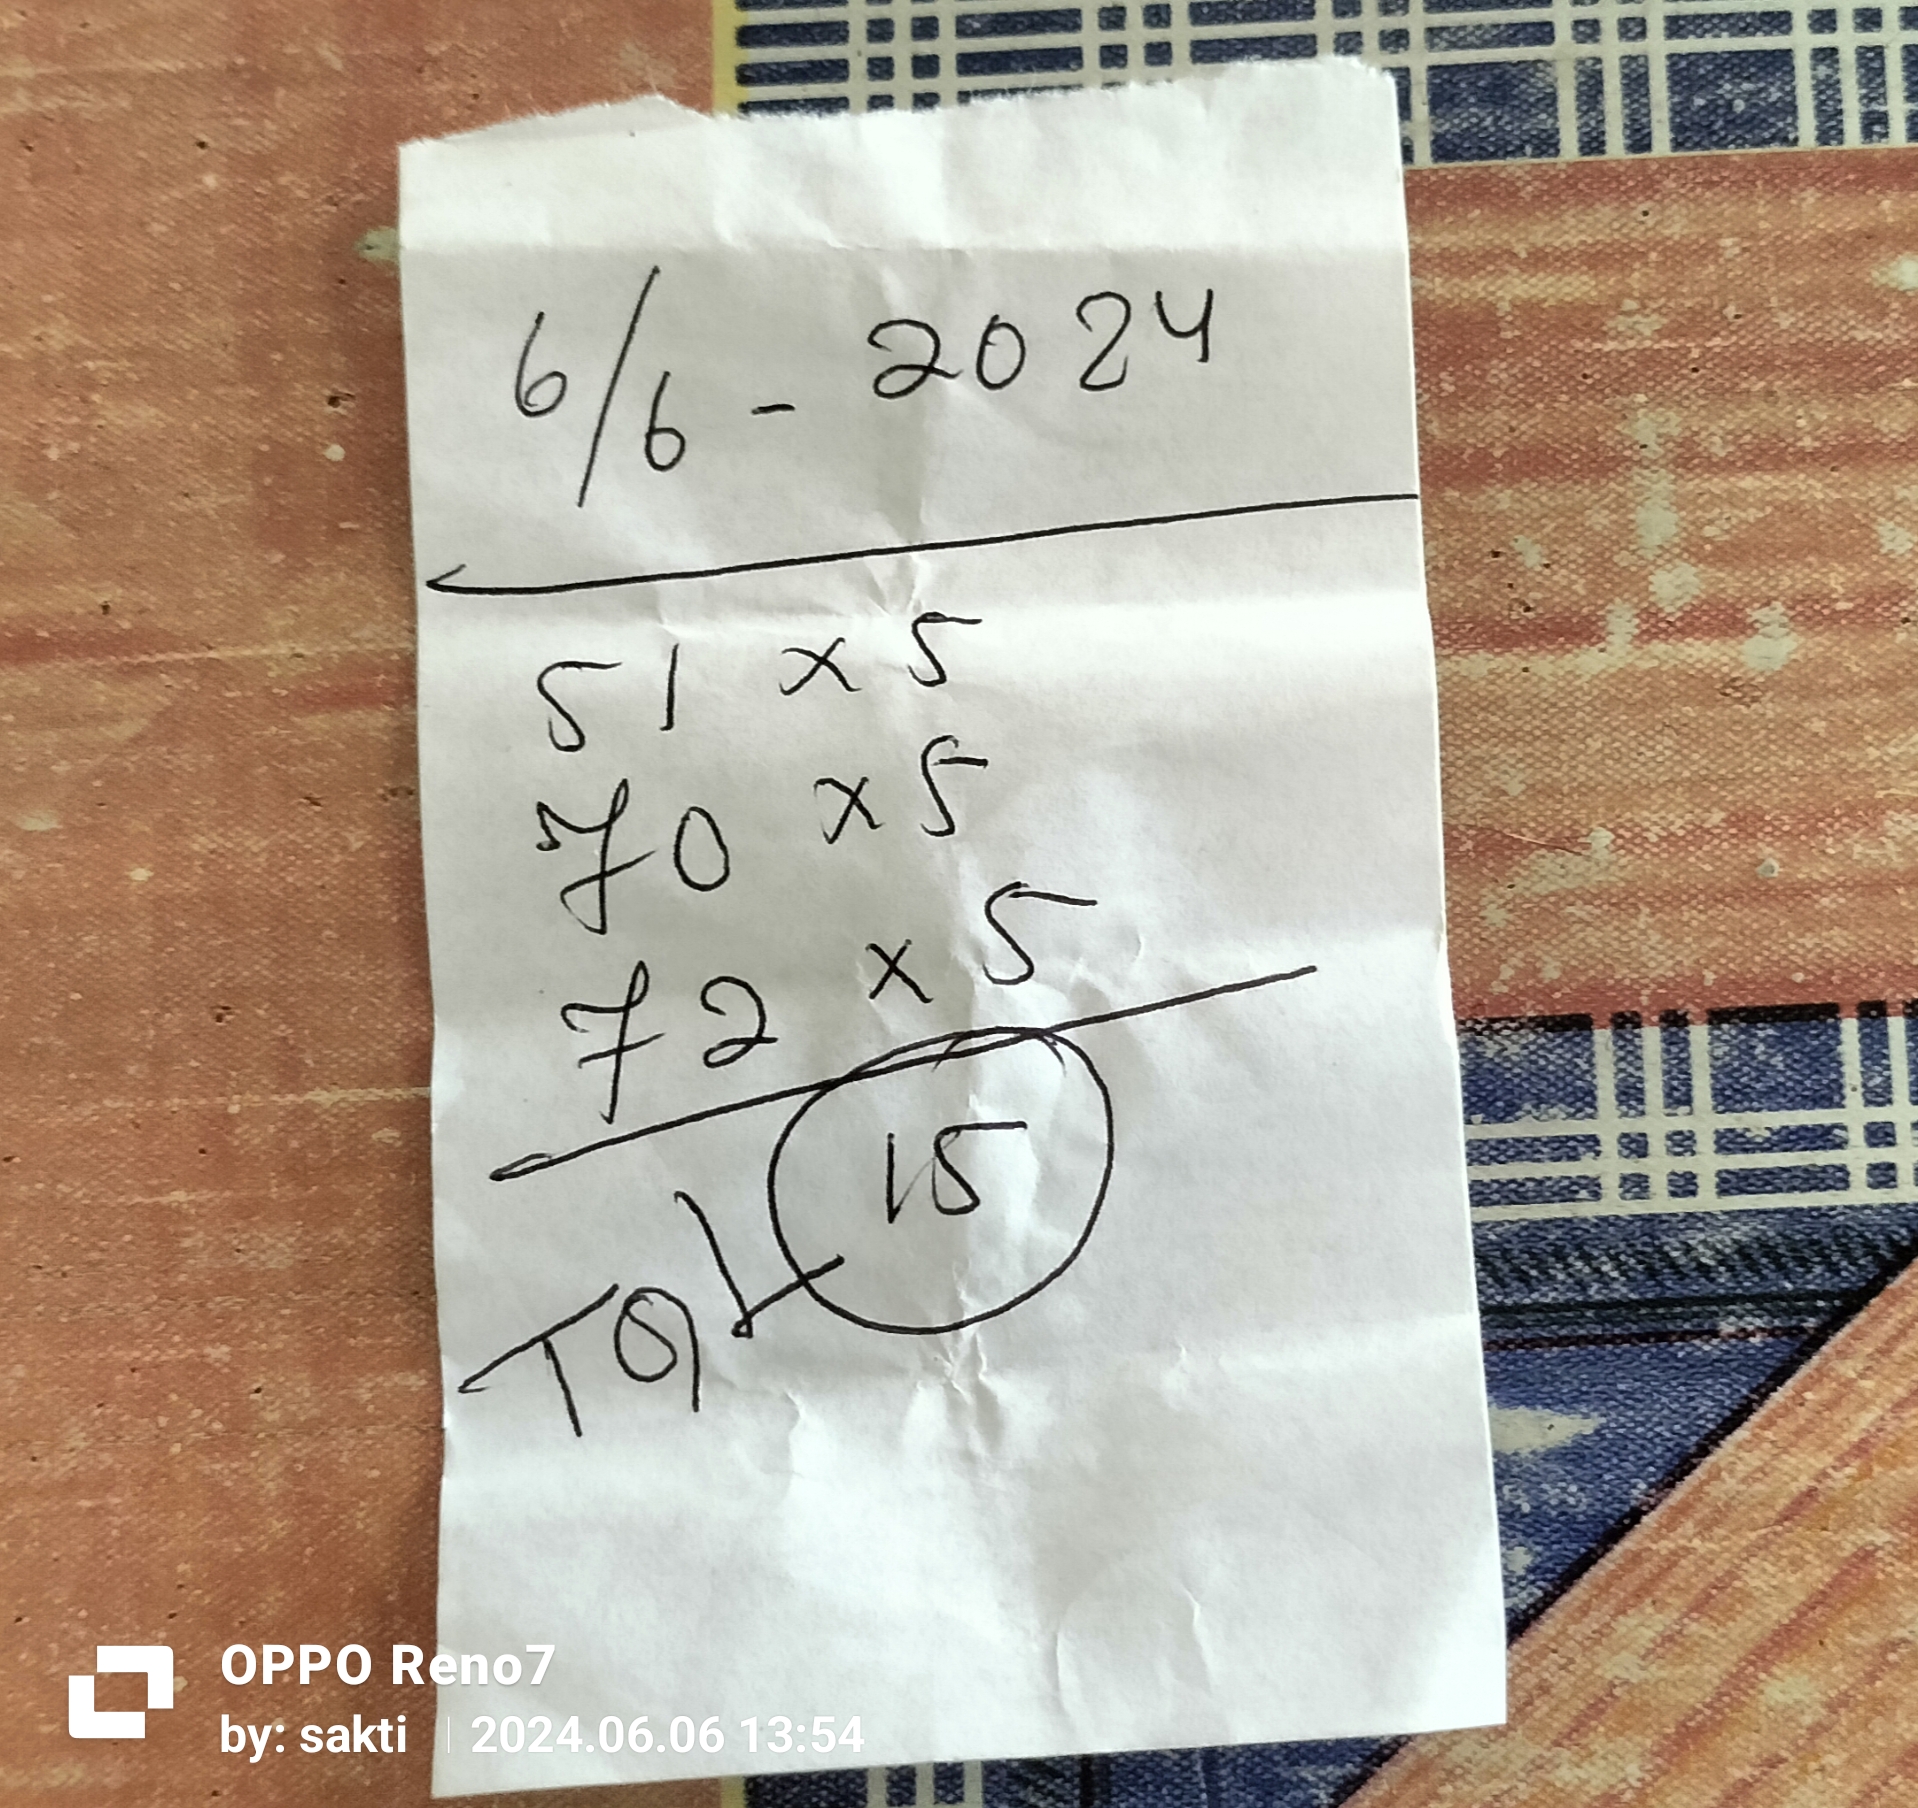 6/6 - 2024
51 x 5
70 x 5
72 x 5
15
OPPO Reno7
by: sakti | 2024.06.06 13:54